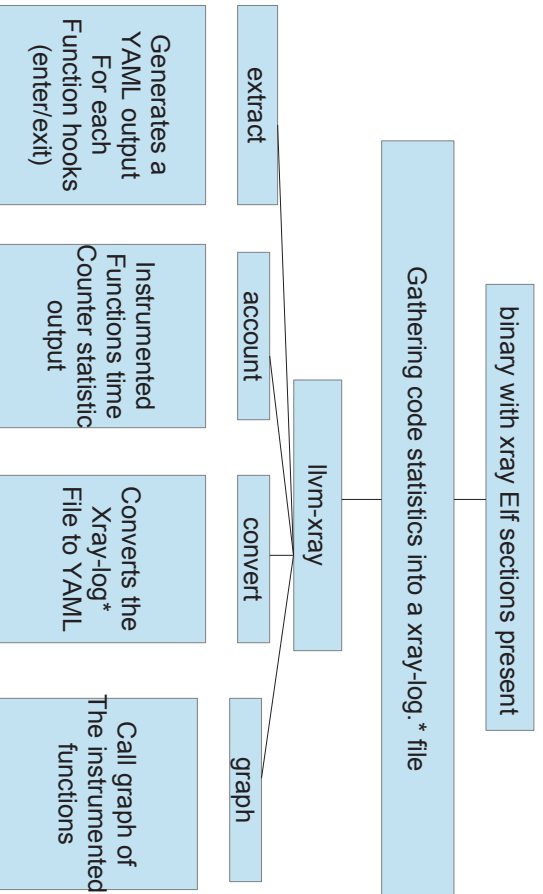 binary with xray Elf sections present
Gathering code statistics into a xray-log.* file
llvm-xray
extract
account
convert
graph
Generates a
YAML output
For each
Function hooks
(enter/exit)
Instrumented
Functions time
Counter statistic
output
Converts the
Xray-log*
File to YAML
Call graph of
The instrumented
functions